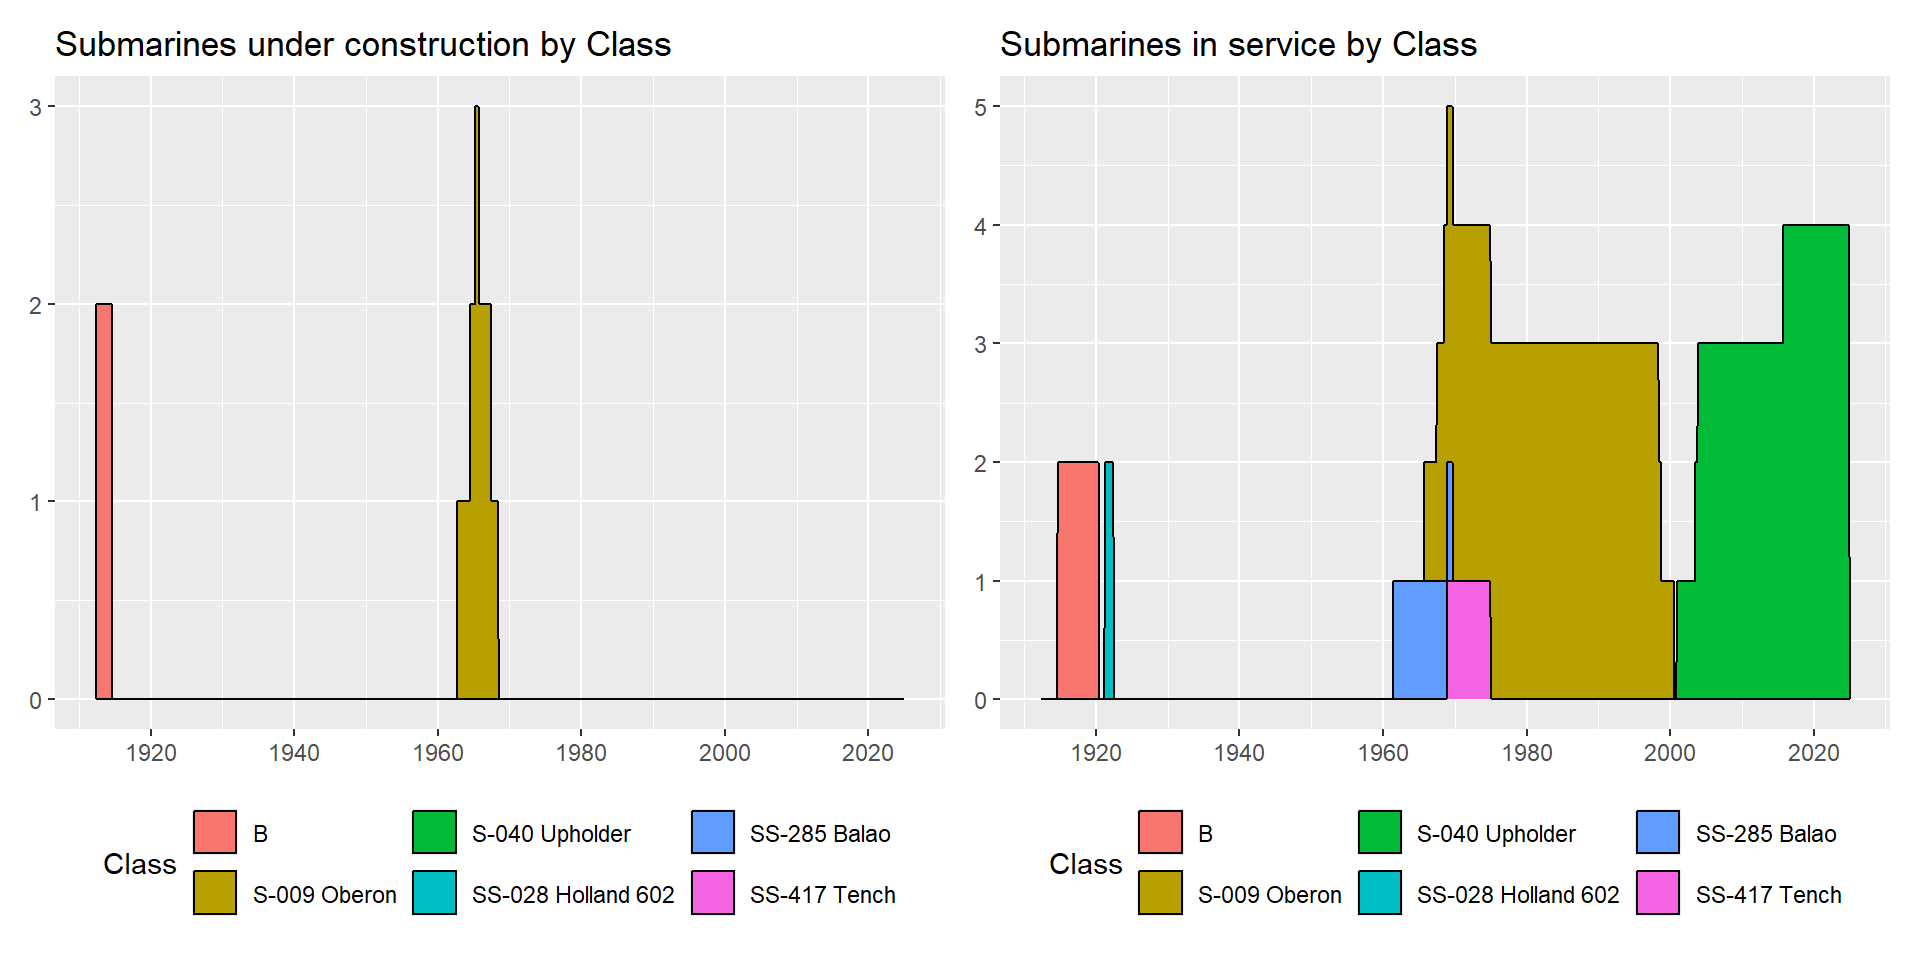 Submarines under construction by Class
3
2
1
0
1920 1940 1960 1980 2000 2020
Class
B
S-040 Upholder
SS-285 Balao
S-009 Oberon
SS-028 Holland 602
SS-417 Tench
Submarines in service by Class
5
4
3
2
1
0
1920 1940 1960 1980 2000 2020
Class
B
S-040 Upholder
SS-285 Balao
S-009 Oberon
SS-028 Holland 602
SS-417 Tench